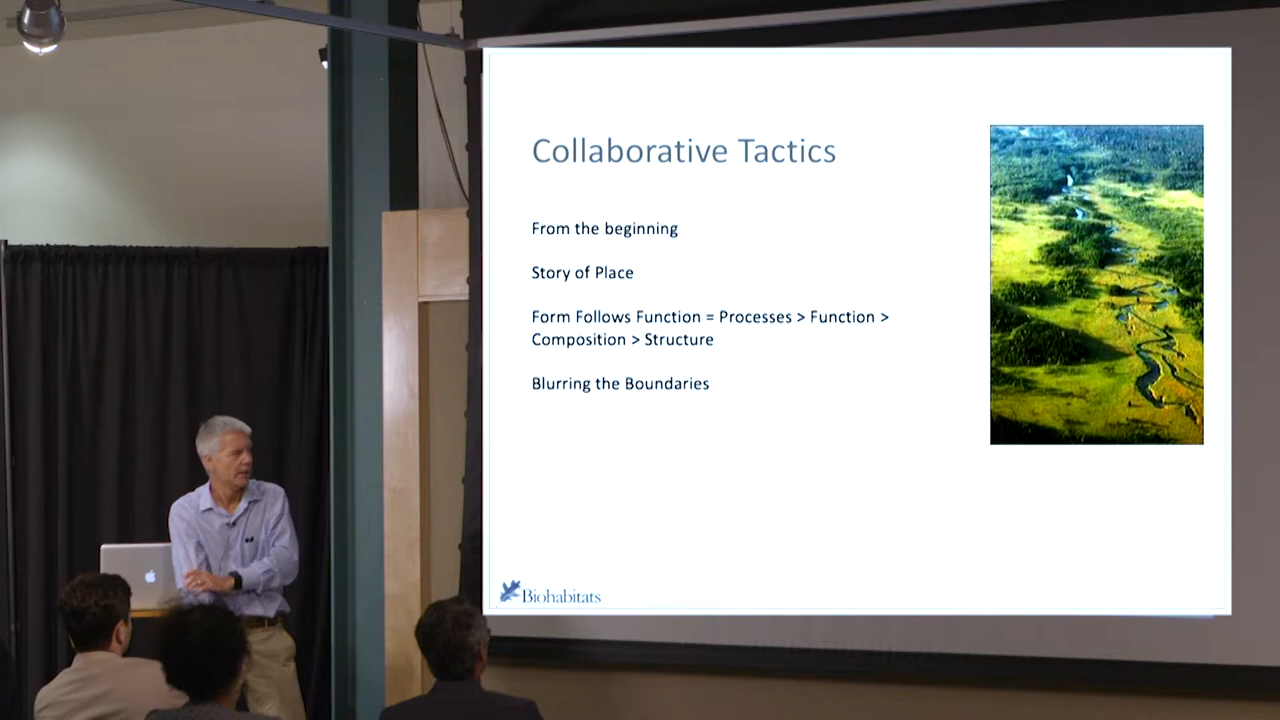 Collaborative Tactics
From the beginning
Story of Place
Form Follows Function = Processes > Function >
Composition > Structure
Blurring the Boundaries
Biohabitats